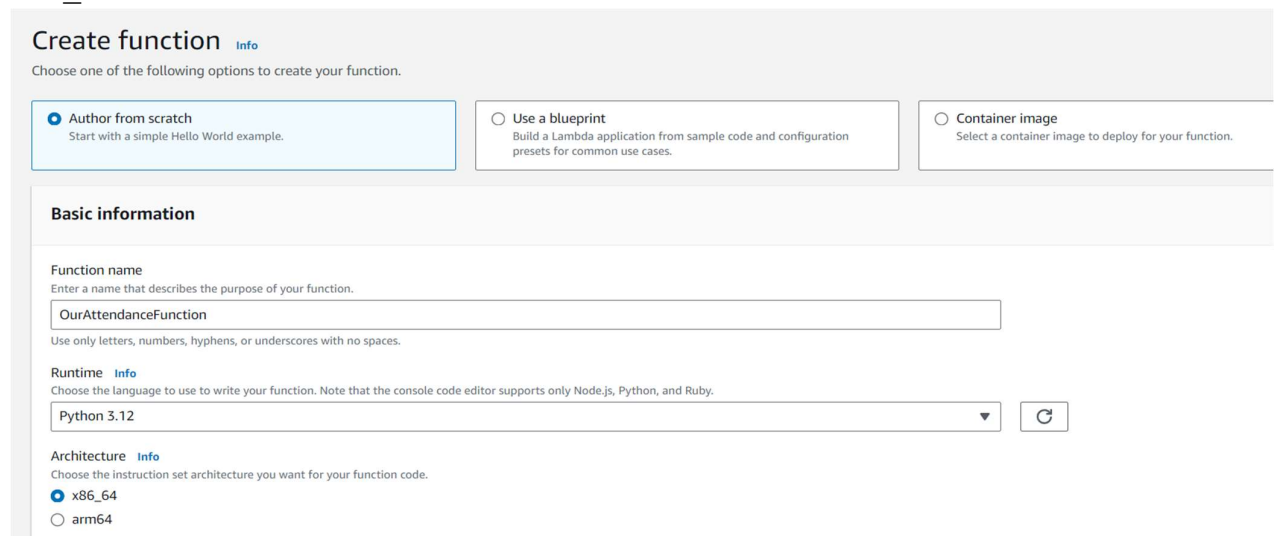 Create function Info
Choose one of the following options to create your function.
Author from scratch
Start with a simple Hello World example.
Use a blueprint
Build a Lambda application from sample code and configuration
presets for common use cases.
Container image
Select a container image to deploy for your function.
Basic information
Function name
Enter a name that describes the purpose of your function.
OurAttendanceFunction
Use only letters, numbers, hyphens, or underscores with no spaces.
Runtime Info
Choose the language to use to write your function. Note that the console code editor supports only Node.js, Python, and Ruby.
Python 3.12
Architecture Info
Choose the instruction set architecture you want for your function code.
x86_64
arm64